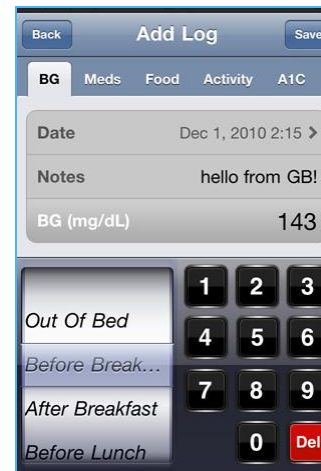 Back Add Log Save
BG Meds Food Activity A1C
Date Dec 1, 2010 2:15 >
Notes hello from GB!
BG (mg/dL) 143
1 2 3
Out Of Bed
4 5 6
Before Break...
7 8 9
After Breakfast
0 Del
Before Lunch